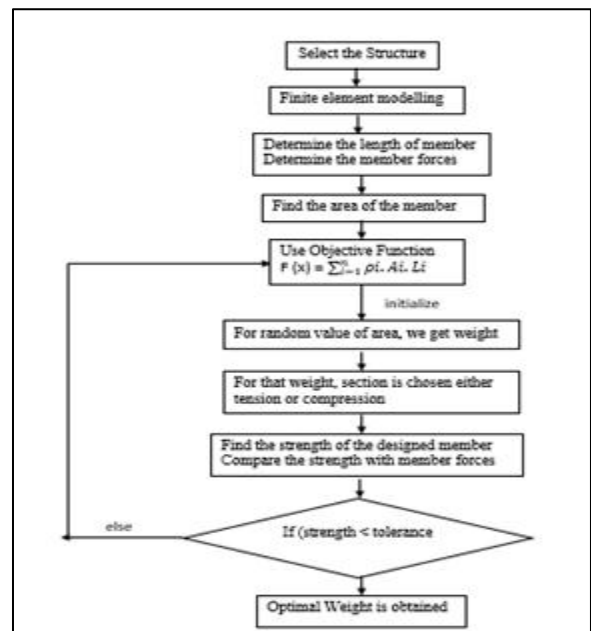 Select the Structure
Finite element modelling
Determine the length of member
Determine the member forces
Find the area of the member
Use Objective Function
F (x) = ∑ⁿᵢ₌₁ ρi. Ai. Li
initialize
For random value of area, we get weight
For that weight, section is chosen either
tension or compression
Find the strength of the designed member
Compare the strength with member forces
else
If (strength < tolerance
Optimal Weight is obtained